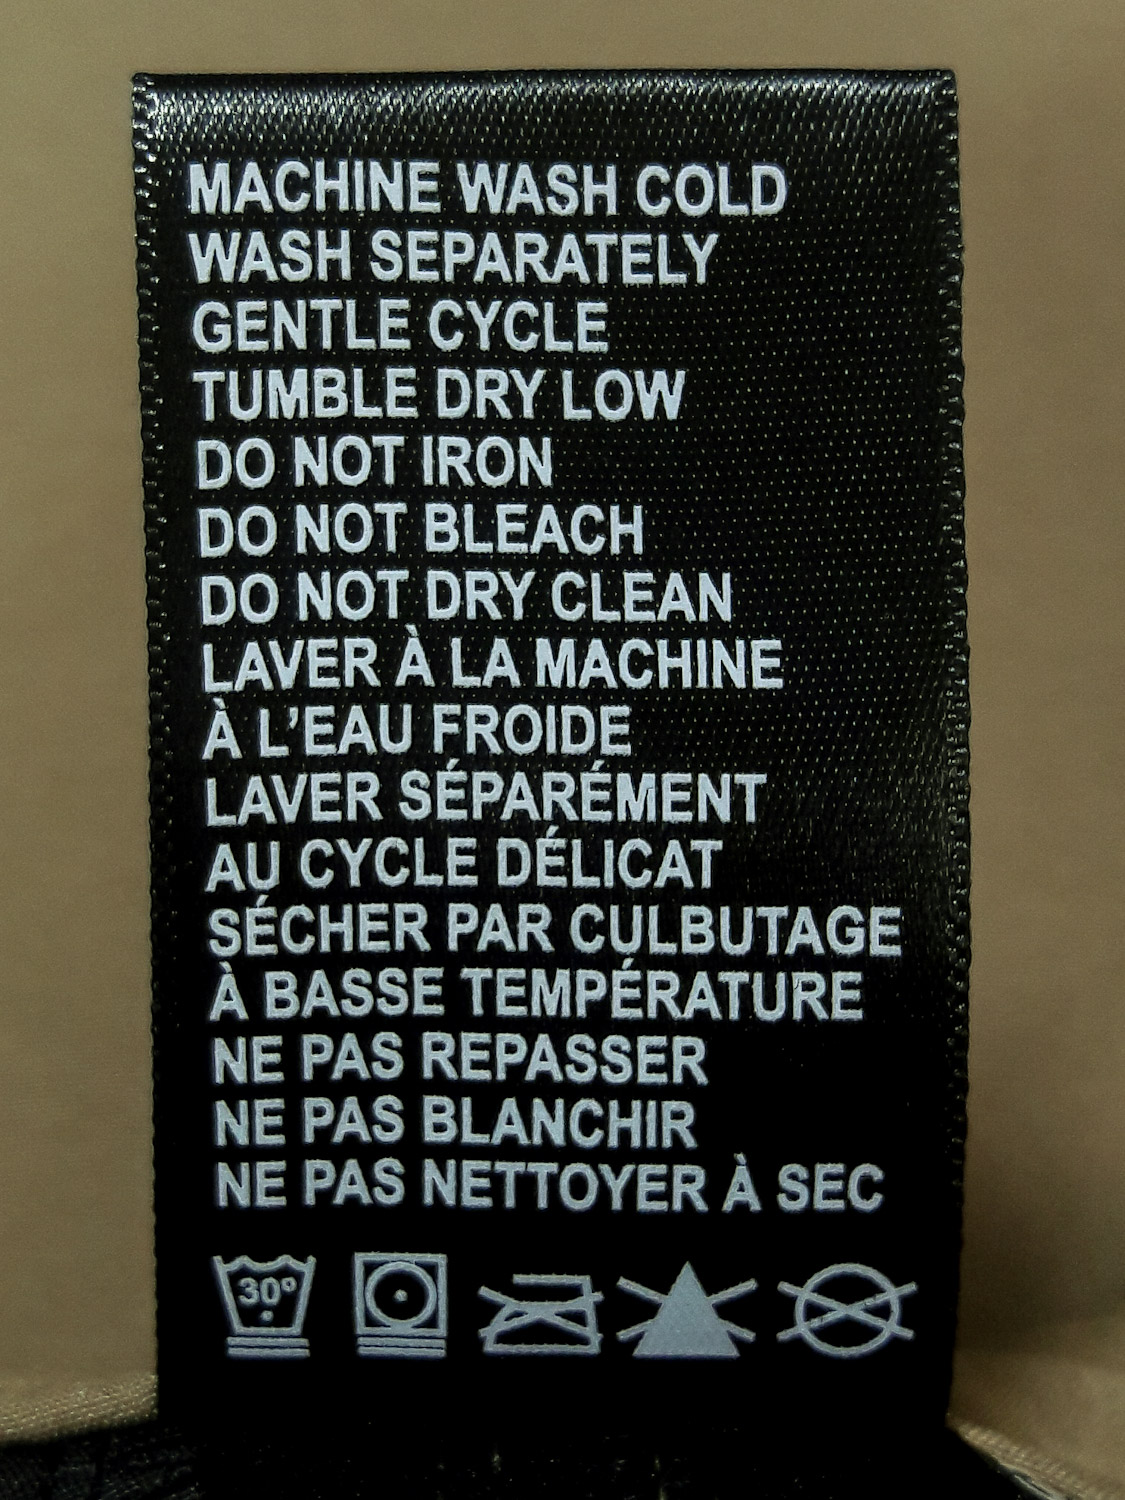 MACHINE WASH COLD
WASH SEPARATELY
GENTLE CYCLE
TUMBLE DRY LOW
DO NOT IRON
DO NOT BLEACH
DO NOT DRY CLEAN
LAVER À LA MACHINE
À L'EAU FROIDE
LAVER SÉPARÉMENT
AU CYCLE DÉLICAT
SÉCHER PAR CULBUTAGE
À BASSE TEMPÉRATURE
NE PAS REPASSER
NE PAS BLANCHIR
NE PAS NETTOYER À SEC
30°